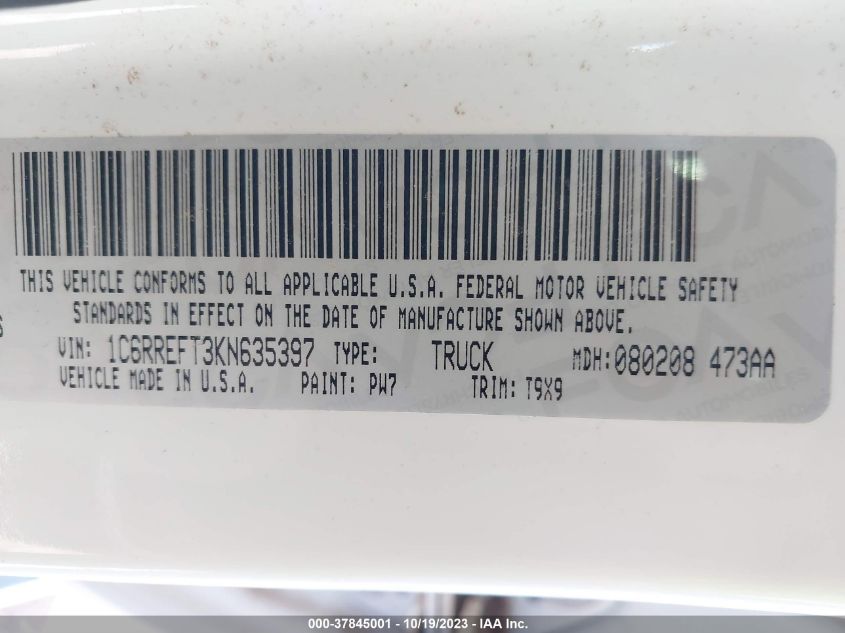 THIS VEHICLE CONFORMS TO ALL APPLICABLE U.S.A. FEDERAL MOTOR VEHICLE SAFETY
STANDARDS IN EFFECT ON THE DATE OF MANUFACTURE SHOWN ABOVE.
VIN: 1C6RREFT3KN635397 TYPE: TRUCK MDH:080208 473AA
VEHICLE MADE IN U.S.A. PAINT: PW7 TRIM: T9X9
000-37845001 - 10/19/2023 - IAA Inc.